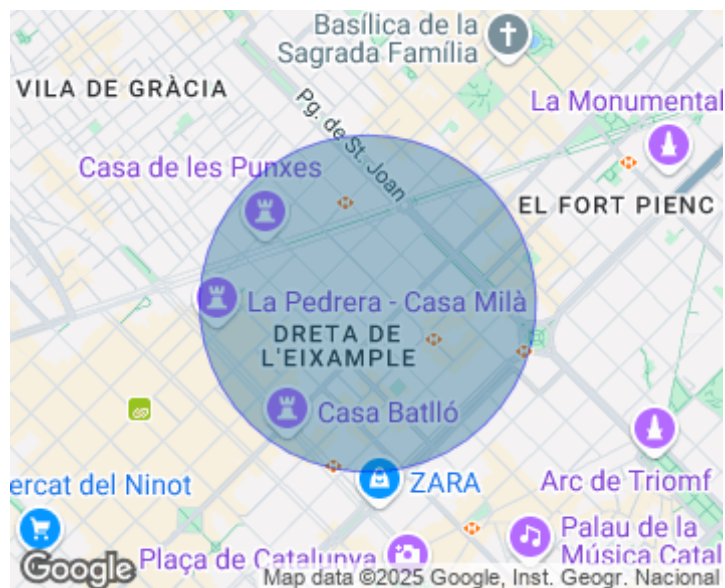 Basílica de la
Sagrada Família
VILA DE GRÀCIA
La Monumental
Pg. de St. Joan
Casa de les Punxes
EL FORT PIENC
La Pedrera - Casa Milà
DRETA DE
L'EIXAMPLE
Casa Batlló
ercat del Ninot
ZARA
Arc de Triomf
Palau de la
Música Catal
Plaça de Catalunya
Google
Map data ©2025 Google, Inst. Geogr. Nacional